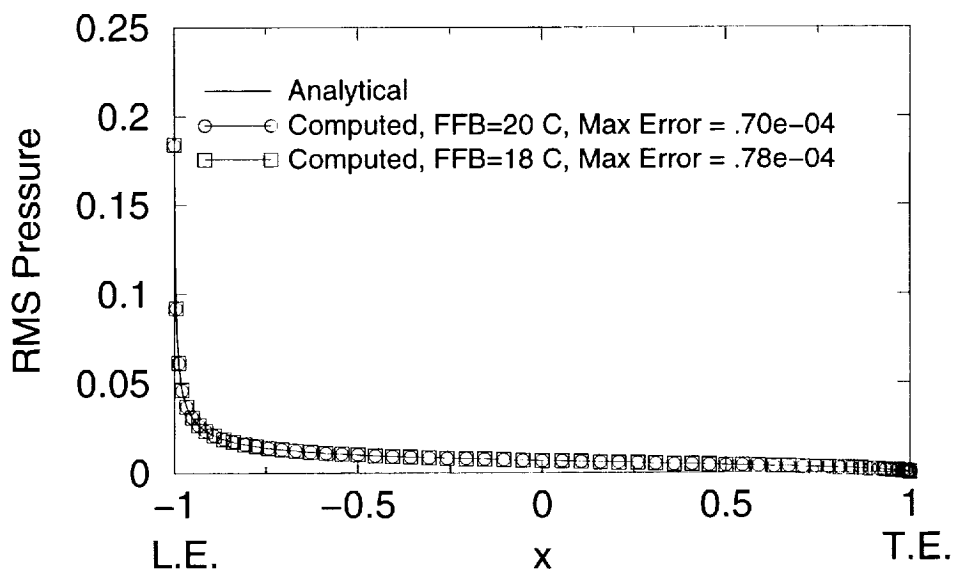 0.25
0.2
0.15
0.1
0.05
0
RMS Pressure
Analytical
Computed, FFB=20 C, Max Error = .70e−04
Computed, FFB=18 C, Max Error = .78e−04
−1
−0.5
0
0.5
1
L.E.
x
T.E.